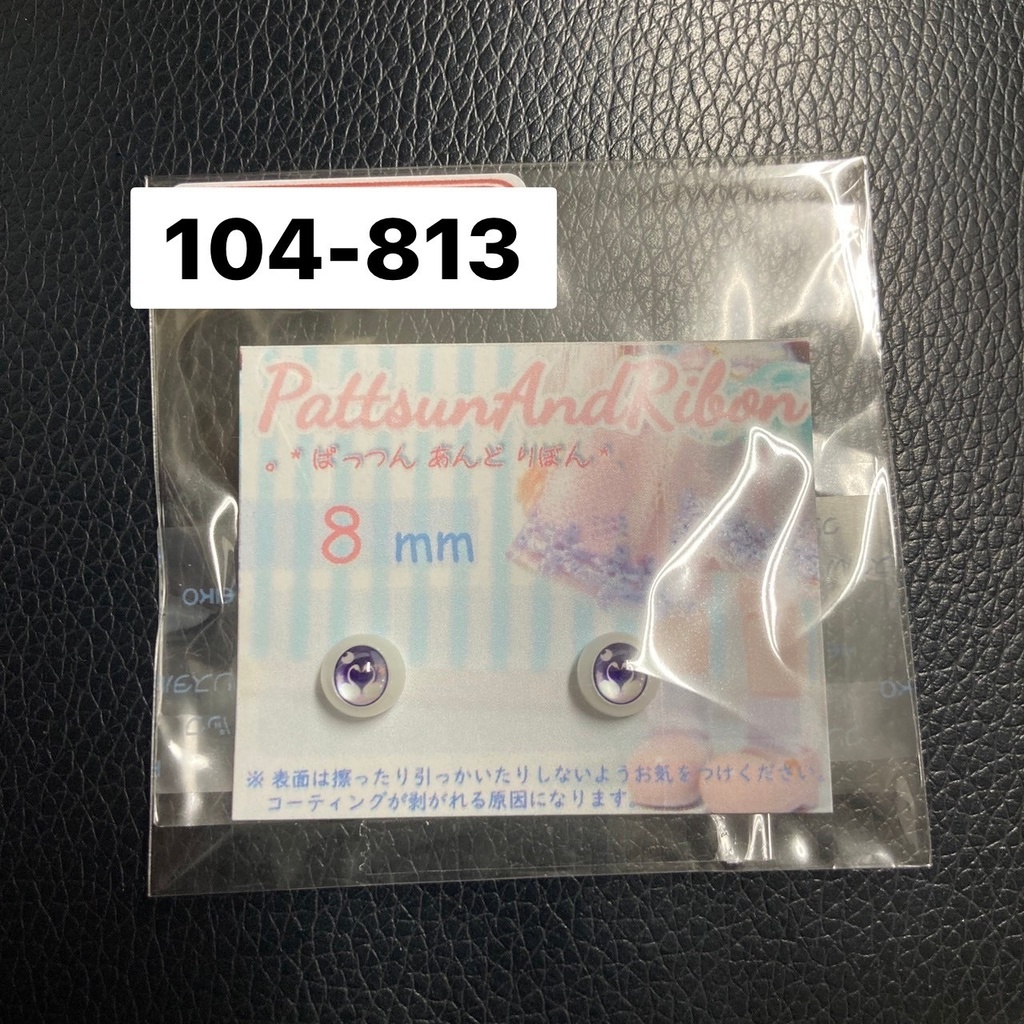 104-813
PattsunAndRibon
。*ぱっつん あんど りぼん*
8 mm
※表面は擦ったり引っかいたりしないようお気をつけください。
コーティングが剥がれる原因になります。